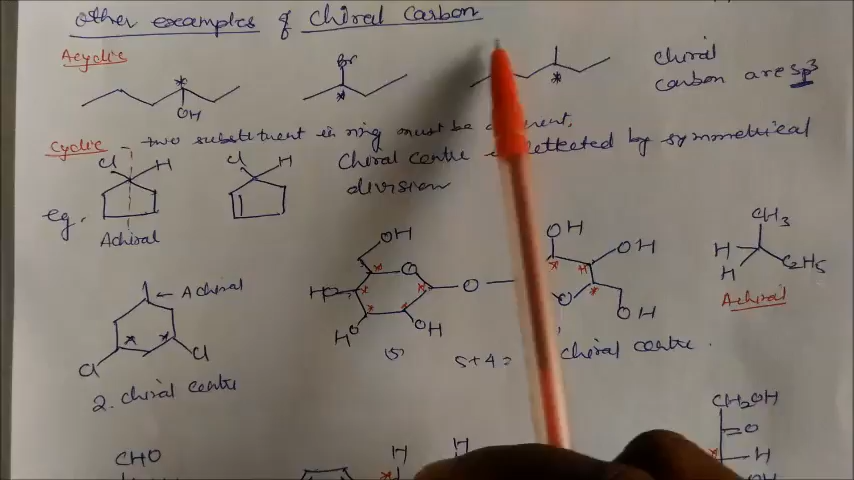 Other examples of chiral carbon
Acyclic
*
OH
Br
*
*
chiral
carbon are sp3
Cyclic - two substituent in ring must be
Chiral centre is detected by symmetrical
division
eg.
Cl
H
Achiral
Cl
H
← Achiral
Cl
*
*
Cl
2. chiral centre
OH
O
HO
HO
OH
O
5
OH
OH
O
OH
5+4=
chiral centre.
CH3
H
H
C2H5
Achiral
CHO
H
H
CH2OH
=O
H
OH